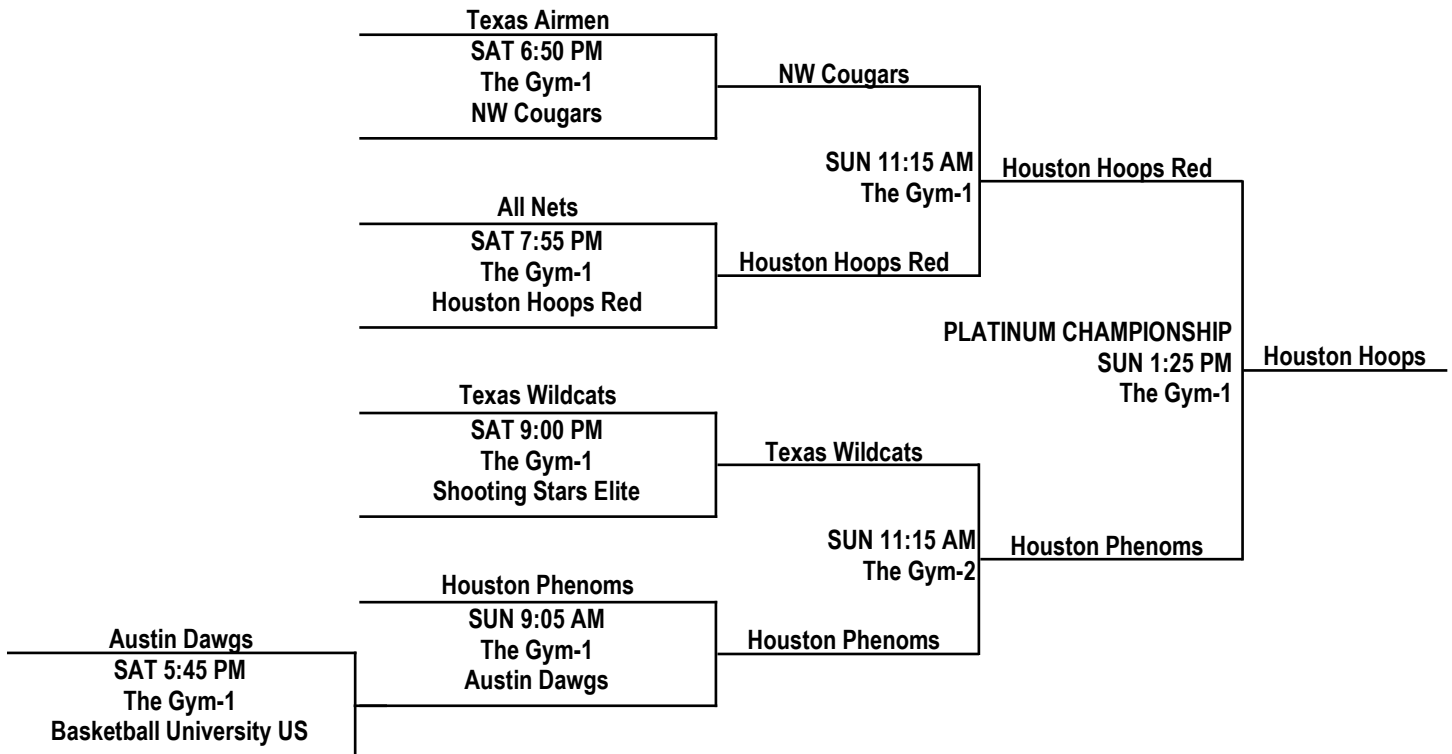 Texas Airmen
SAT 6:50 PM
The Gym-1
NW Cougars
NW Cougars
SUN 11:15 AM
The Gym-1
Houston Hoops Red
All Nets
SAT 7:55 PM
The Gym-1
Houston Hoops Red
Houston Hoops Red
PLATINUM CHAMPIONSHIP
SUN 1:25 PM
The Gym-1
Houston Hoops
Texas Wildcats
SAT 9:00 PM
The Gym-1
Shooting Stars Elite
Texas Wildcats
SUN 11:15 AM
The Gym-2
Houston Phenoms
Houston Phenoms
SUN 9:05 AM
The Gym-1
Austin Dawgs
Houston Phenoms
Austin Dawgs
SAT 5:45 PM
The Gym-1
Basketball University US